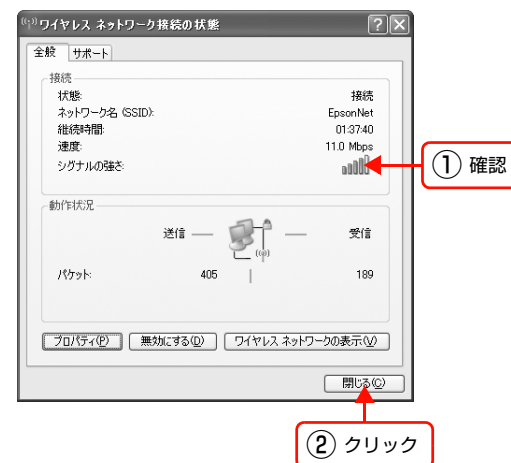 ワイヤレス ネットワーク接続の状態
全般 サポート
接続
状態: 接続
ネットワーク名 (SSID): EpsonNet
継続時間: 01:37:40
速度: 11.0 Mbps
シグナルの強さ:
① 確認
動作状況
送信 — — 受信
パケット: 405 | 189
プロパティ(P) 無効にする(D) ワイヤレス ネットワークの表示(V)
閉じる(C)
② クリック